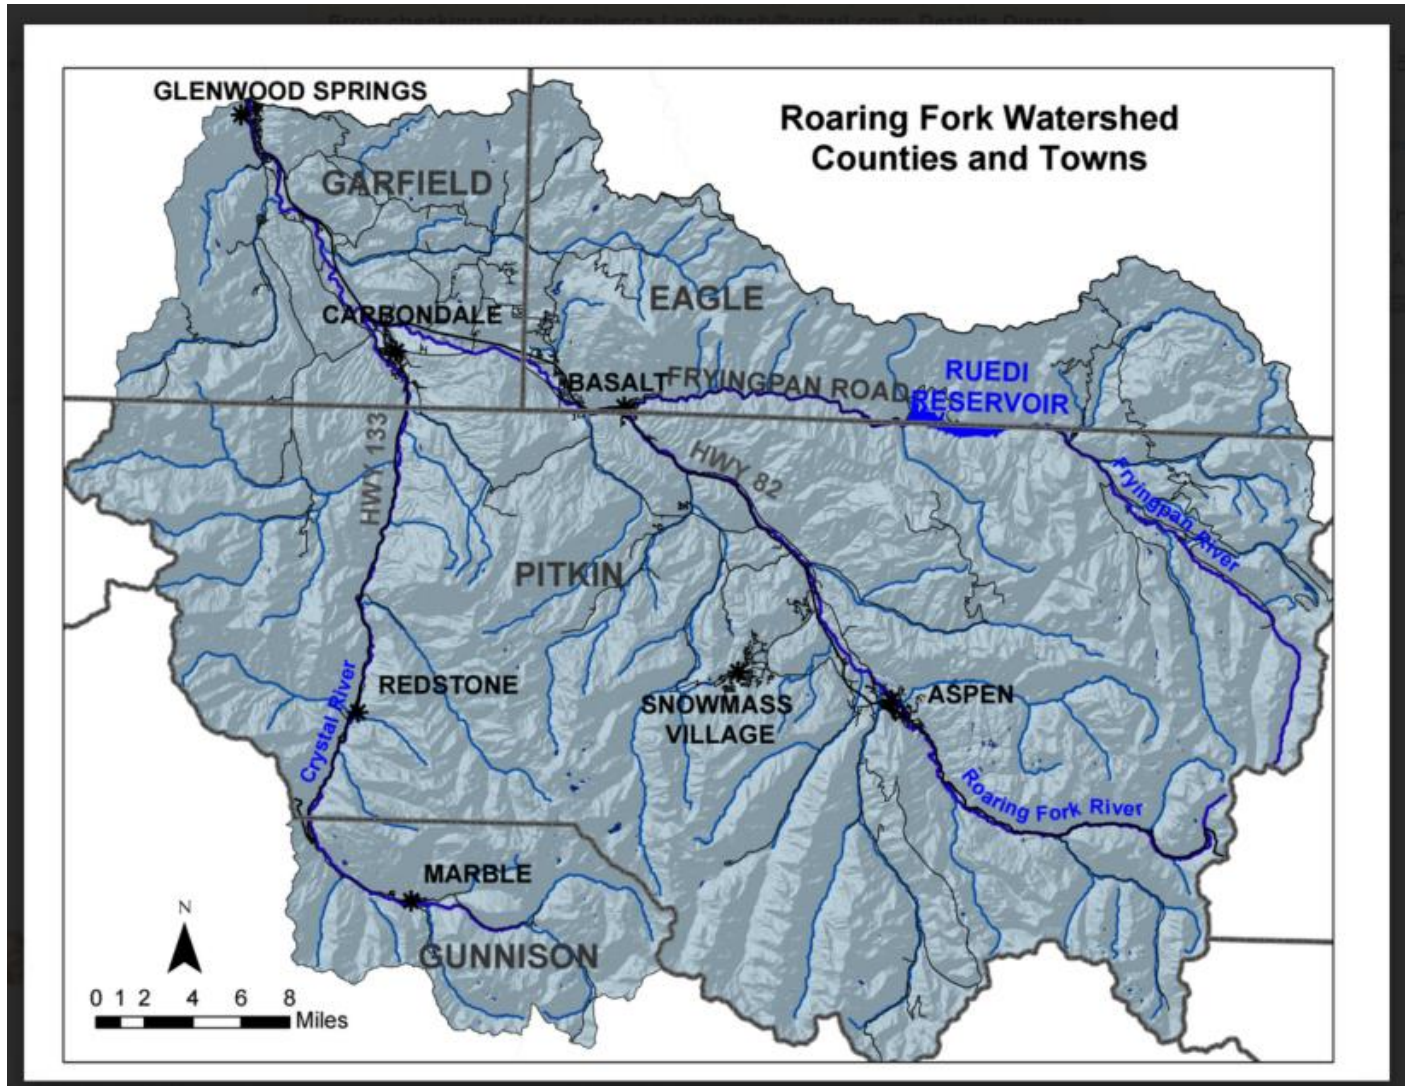 Roaring Fork Watershed
Counties and Towns
GLENWOOD SPRINGS
GARFIELD
CARBONDALE
EAGLE
BASALT
FRYINGPAN ROAD
RUEDI
RESERVOIR
HWY 133
HWY 82
Fryingpan River
PITKIN
Crystal River
REDSTONE
SNOWMASS
VILLAGE
ASPEN
Roaring Fork River
MARBLE
GUNNISON
N
0 1 2 4 6 8
Miles